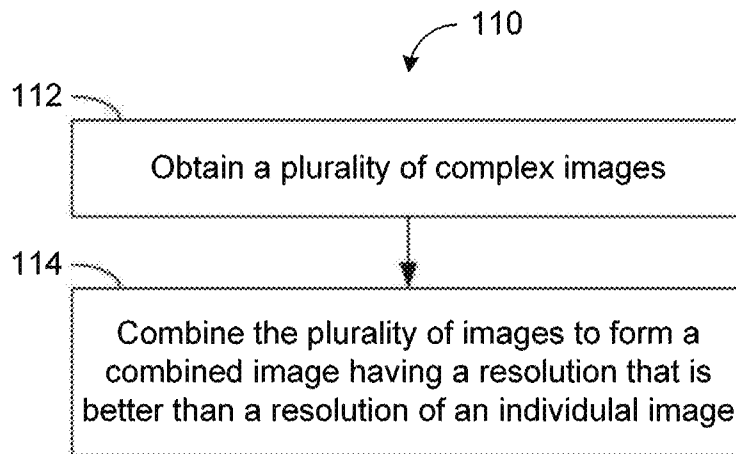 110
112
Obtain a plurality of complex images
114
Combine the plurality of images to form a
combined image having a resolution that is
better than a resolution of an individulal image